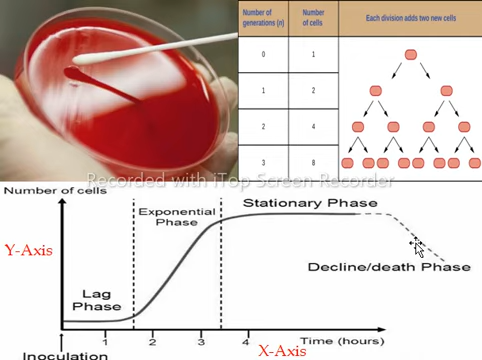 Number of
generations (n)
Number
of cells
Each division adds two new cells
0
1
1
2
2
4
3
8
Recorded with iTop Screen Recorder
Number of cells
Stationary Phase
Exponential
Phase
Y-Axis
Decline/death Phase
Lag
Phase
1
2
3
4
Time (hours)
X-Axis
Inoculation